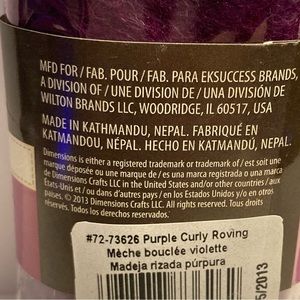 MFD FOR / FAB. POUR / FAB. PARA EKSUCCESS BRANDS,
A DIVISION OF / UNE DIVISION DE / UNA DIVISIÓN DE
WILTON BRANDS LLC, WOODRIDGE, IL 60517, USA
MADE IN KATHMANDU, NEPAL. FABRIQUÉ EN
KATMANDOU, NÉPAL. HECHO EN KATMANDÚ, NEPAL.
Dimensions is either a registered trademark or trademark of / est soit une
marque déposée ou une marque de / es una marca registrada o una marca
de Dimensions Crafts LLC in the United States and/or other countries / aux
États-Unis et / ou dans d'autres pays / en los Estados Unidos y/o en otros
países. © 2013 Dimensions Crafts LLC. All Rights Reserved. Tous droits réservés.
Todos los derechos reservados.
#72-73626 Purple Curly Roving
Mèche bouclée violette
Madeja rizada púrpura
5/2013